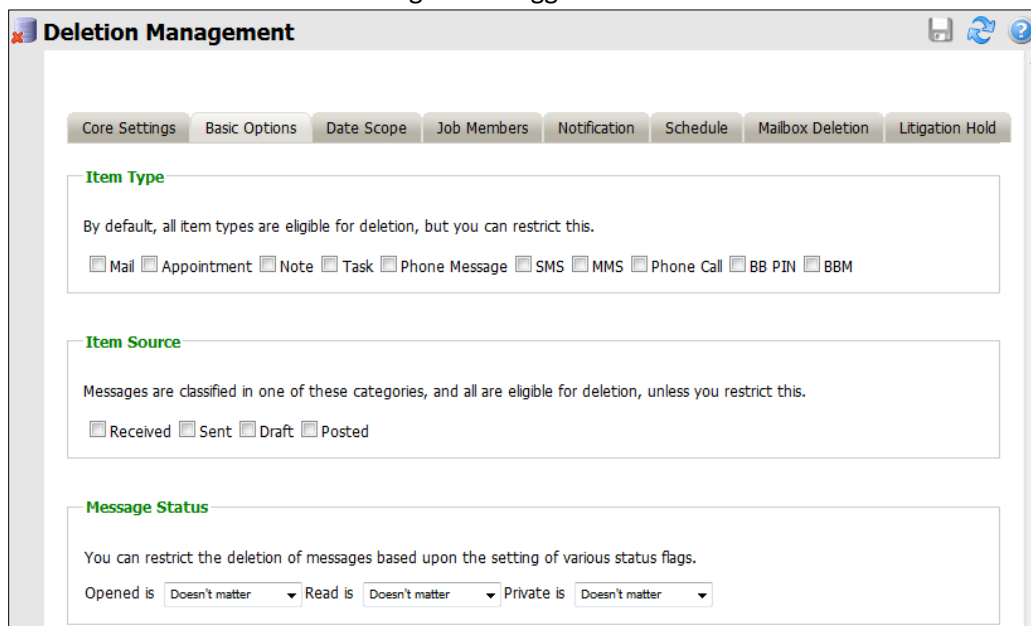 Deletion Management
Core Settings Basic Options Date Scope Job Members Notification Schedule Mailbox Deletion Litigation Hold
Item Type
By default, all item types are eligible for deletion, but you can restrict this.
Mail Appointment Note Task Phone Message SMS MMS Phone Call BB PIN BBM
Item Source
Messages are classified in one of these categories, and all are eligible for deletion, unless you restrict this.
Received Sent Draft Posted
Message Status
You can restrict the deletion of messages based upon the setting of various status flags.
Opened is Doesn't matter Read is Doesn't matter Private is Doesn't matter